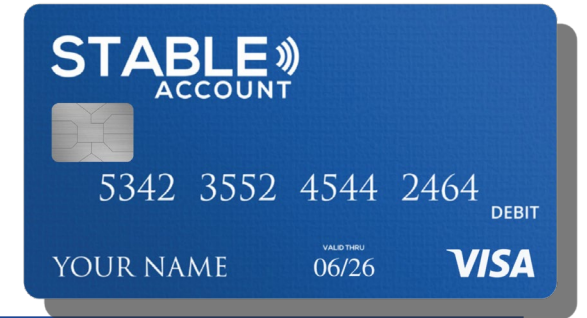 STABLE
ACCOUNT
5342 3552 4544 2464
DEBIT
VALID THRU
YOUR NAME 06/26 VISA